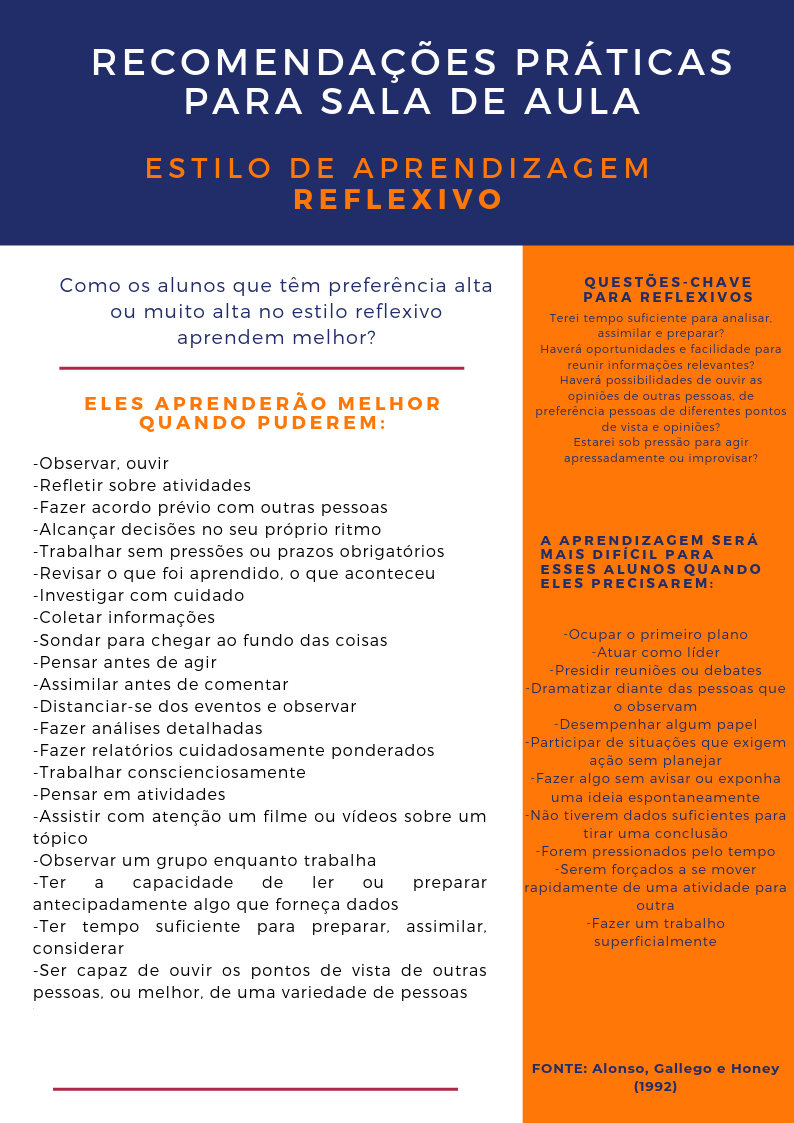 RECOMENDAÇÕES PRÁTICAS
PARA SALA DE AULA
ESTILO DE APRENDIZAGEM
REFLEXIVO
Como os alunos que têm preferência alta
ou muito alta no estilo reflexivo
aprendem melhor?
ELES APRENDERÃO MELHOR
QUANDO PUDEREM:
-Observar, ouvir
-Refletir sobre atividades
-Fazer acordo prévio com outras pessoas
-Alcançar decisões no seu próprio ritmo
-Trabalhar sem pressões ou prazos obrigatórios
-Revisar o que foi aprendido, o que aconteceu
-Investigar com cuidado
-Coletar informações
-Sondar para chegar ao fundo das coisas
-Pensar antes de agir
-Assimilar antes de comentar
-Distanciar-se dos eventos e observar
-Fazer análises detalhadas
-Fazer relatórios cuidadosamente ponderados
-Trabalhar conscienciosamente
-Pensar em atividades
-Assistir com atenção um filme ou vídeos sobre um
tópico
-Observar um grupo enquanto trabalha
-Ter a capacidade de ler ou preparar
antecipadamente algo que forneça dados
-Ter tempo suficiente para preparar, assimilar,
considerar
-Ser capaz de ouvir os pontos de vista de outras
pessoas, ou melhor, de uma variedade de pessoas
QUESTÕES-CHAVE
PARA REFLEXIVOS
Terei tempo suficiente para analisar,
assimilar e preparar?
Haverá oportunidades e facilidade para
reunir informações relevantes?
Haverá possibilidades de ouvir as
opiniões de outras pessoas, de
preferência pessoas de diferentes pontos
de vista e opiniões?
Estarei sob pressão para agir
apressadamente ou improvisar?
A APRENDIZAGEM SERÁ
MAIS DIFÍCIL PARA
ESSES ALUNOS QUANDO
ELES PRECISAREM:
-Ocupar o primeiro plano
-Atuar como líder
-Presidir reuniões ou debates
-Dramatizar diante das pessoas que
o observam
-Desempenhar algum papel
-Participar de situações que exigem
ação sem planejar
-Fazer algo sem avisar ou exponha
uma ideia espontaneamente
-Não tiverem dados suficientes para
tirar uma conclusão
-Forem pressionados pelo tempo
-Serem forçados a se mover
rapidamente de uma atividade para
outra
-Fazer um trabalho
superficialmente
FONTE: Alonso, Gallego e Honey
(1992)